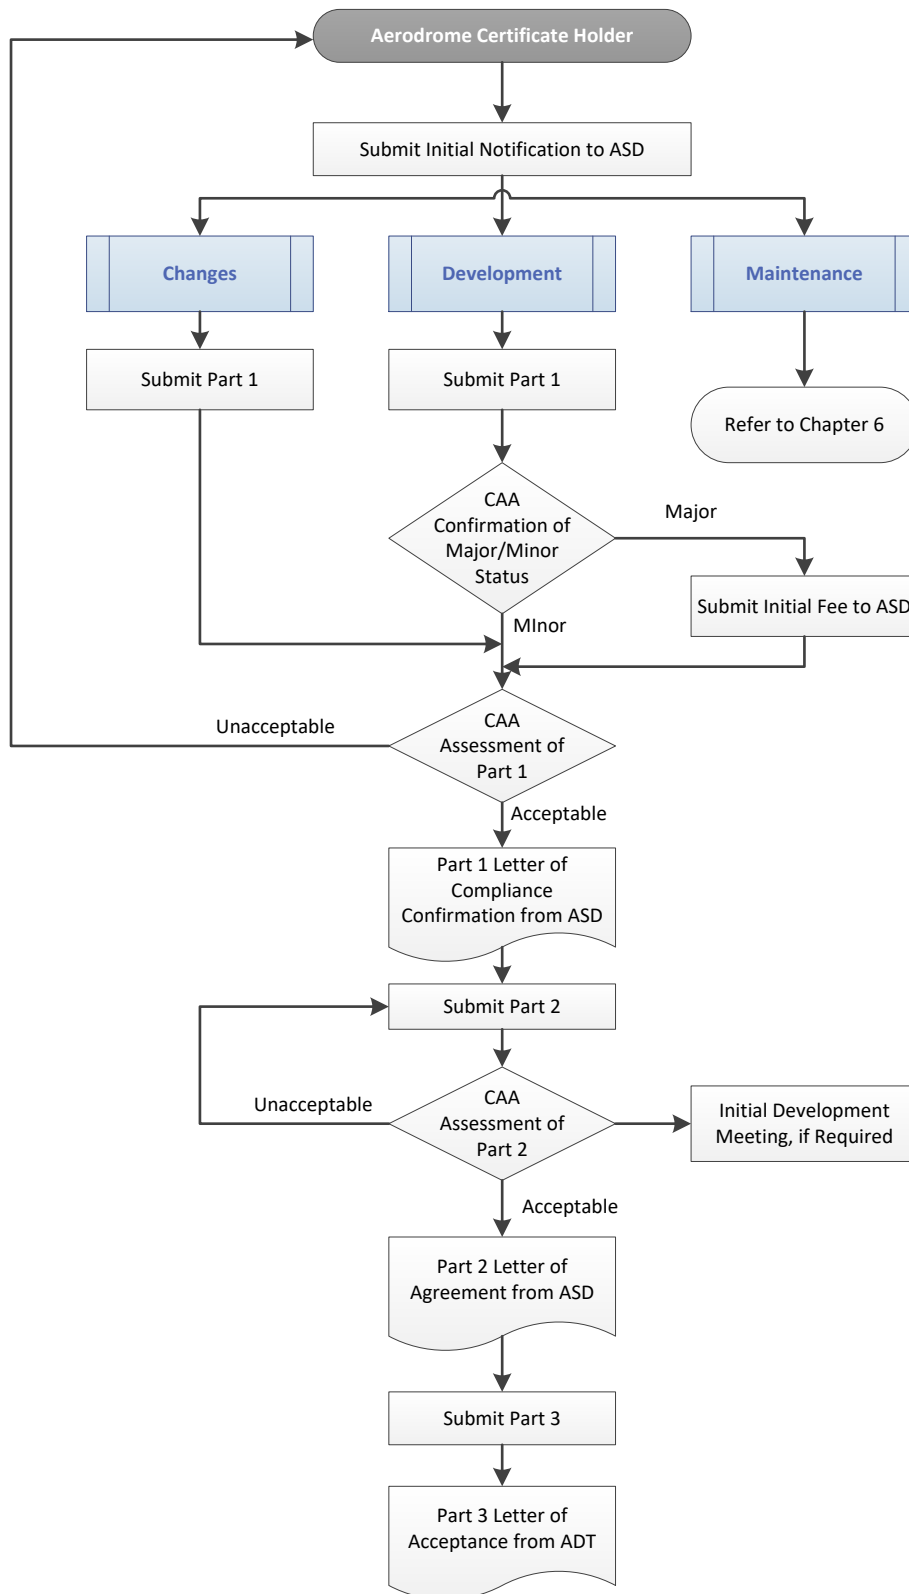 Aerodrome Certificate Holder
Submit Initial Notification to ASD
Changes
Development
Maintenance
Submit Part 1
Submit Part 1
Refer to Chapter 6
CAA
Confirmation of
Major/Minor
Status
Major
Submit Initial Fee to ASD
MInor
Unacceptable
CAA
Assessment of
Part 1
Acceptable
Part 1 Letter of
Compliance
Confirmation from ASD
Submit Part 2
Unacceptable
CAA
Assessment of
Part 2
Initial Development
Meeting, if Required
Acceptable
Part 2 Letter of
Agreement from ASD
Submit Part 3
Part 3 Letter of
Acceptance from ADT